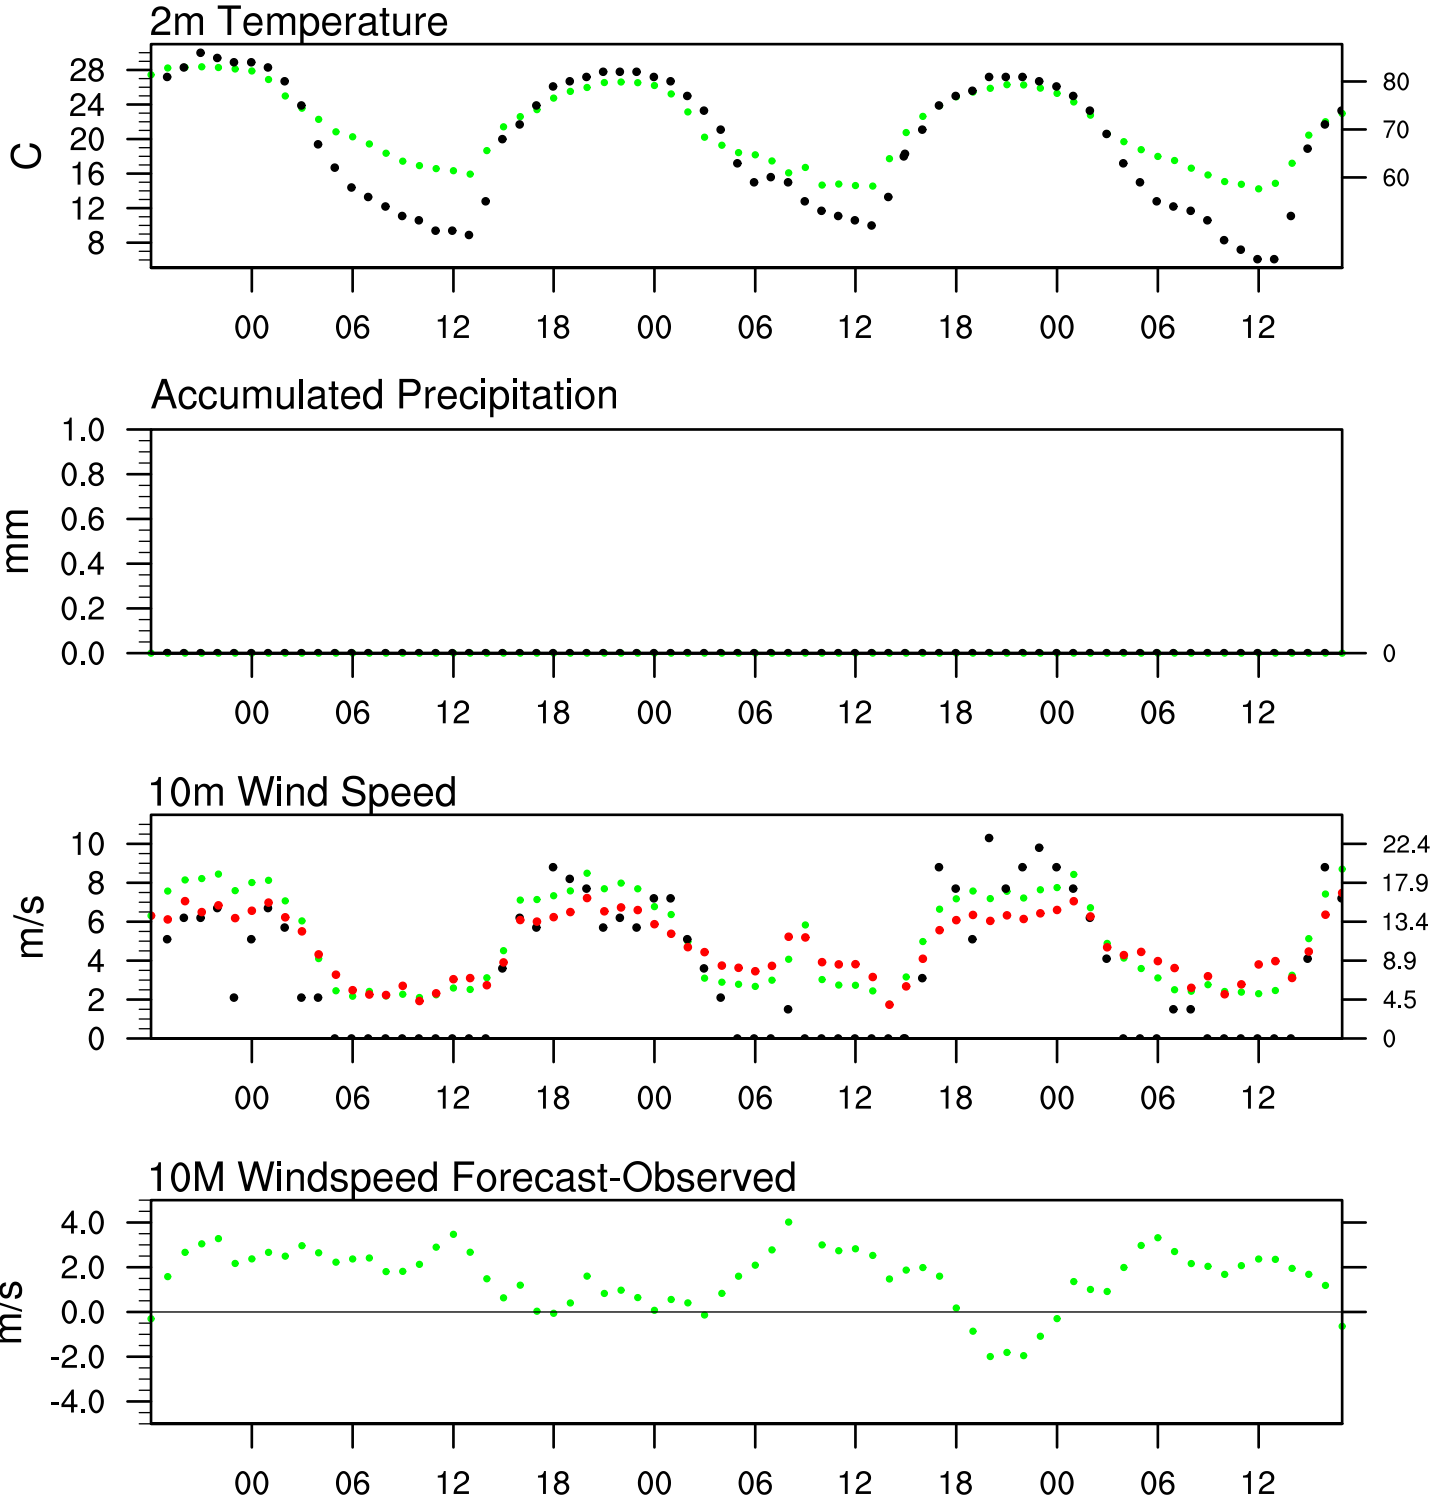 2m Temperature
C
28
24
20
16
12
8
80
70
60
00 06 12 18 00 06 12 18 00 06 12
Accumulated Precipitation
mm
1.0
0.8
0.6
0.4
0.2
0.0
0
00 06 12 18 00 06 12 18 00 06 12
10m Wind Speed
m/s
10
8
6
4
2
0
22.4
17.9
13.4
8.9
4.5
0
00 06 12 18 00 06 12 18 00 06 12
10M Windspeed Forecast-Observed
m/s
4.0
2.0
0.0
-2.0
-4.0
00 06 12 18 00 06 12 18 00 06 12